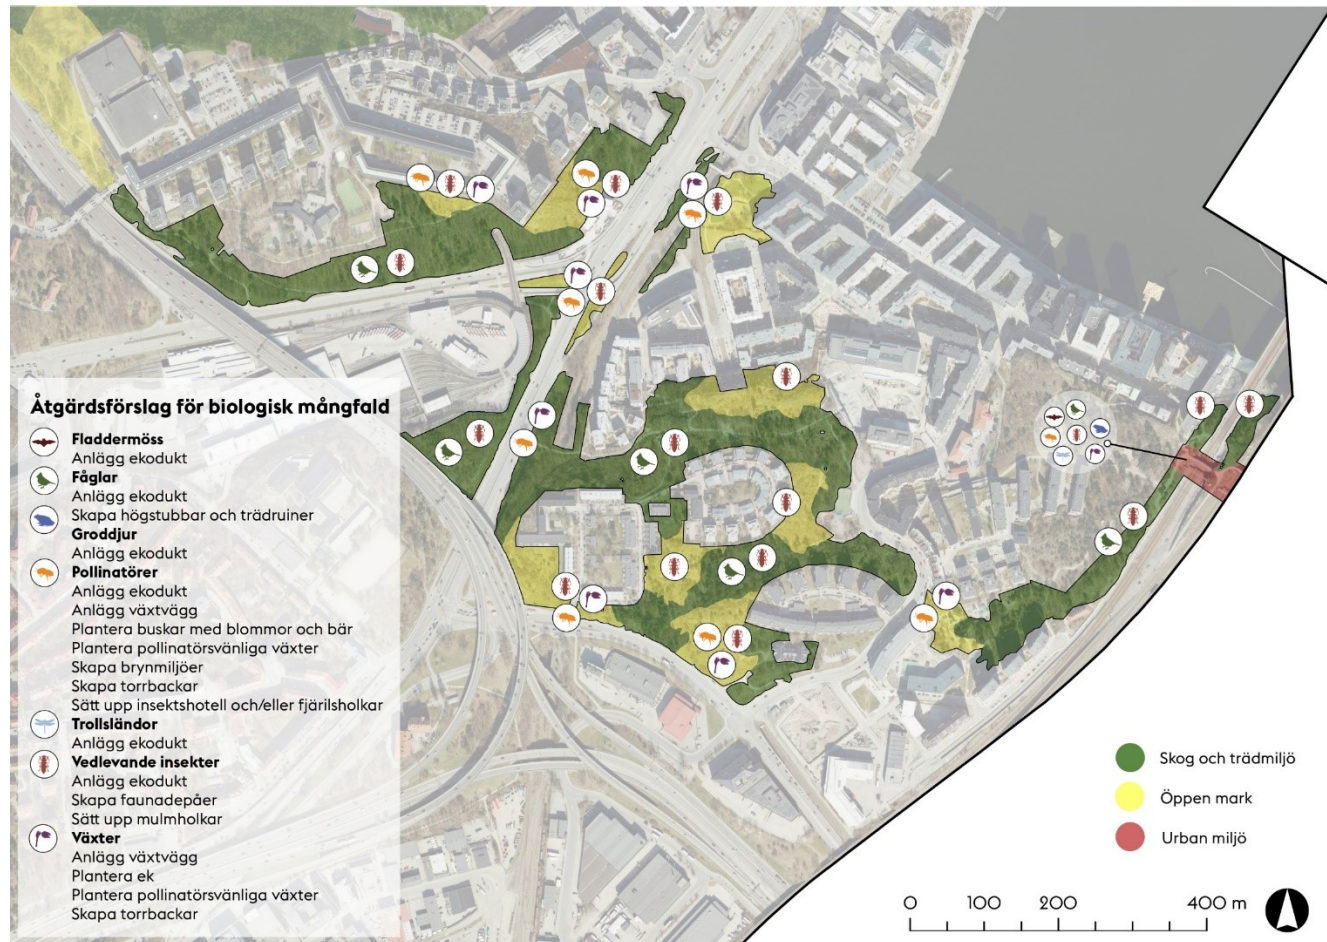 Åtgärdsförslag för biologisk mångfald
Fladdermöss
Anlägg ekodukt
Fåglar
Anlägg ekodukt
Skapa högstubbar och trädruiner
Groddjur
Anlägg ekodukt
Pollinatörer
Anlägg ekodukt
Anlägg växtvägg
Plantera buskar med blommor och bär
Plantera pollinatörsvänliga växter
Skapa brynmiljöer
Skapa torrbackar
Sätt upp insektshotell och/eller fjärilsholkar
Trollsländor
Anlägg ekodukt
Vedlevande insekter
Anlägg ekodukt
Skapa faunadepåer
Sätt upp mulmholkar
Växter
Anlägg växtvägg
Plantera ek
Plantera pollinatörsvänliga växter
Skapa torrbackar
Skog och trädmiljö
Öppen mark
Urban miljö
0 100 200 400 m